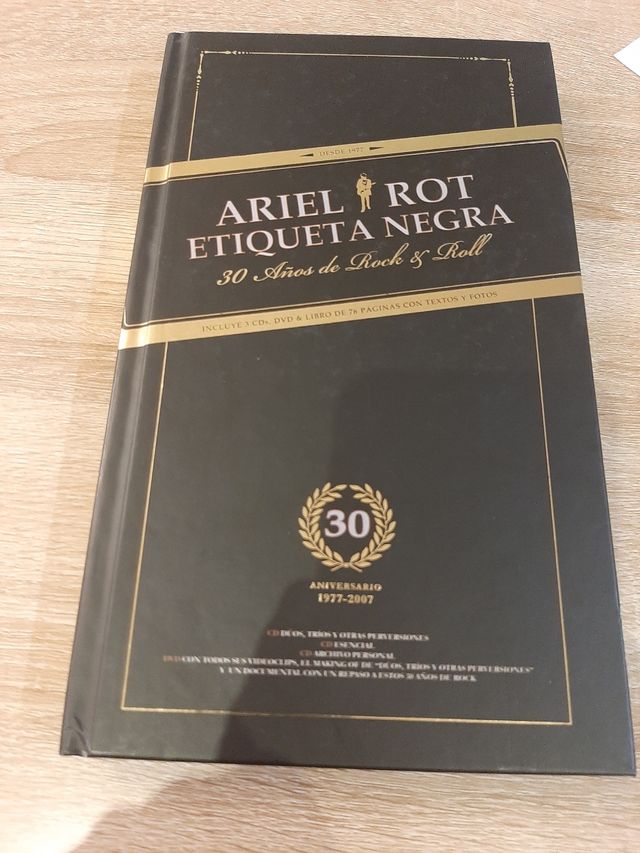 DESDE 1977
ARIEL ROT
ETIQUETA NEGRA
30 Años de Rock & Roll
INCLUYE 3 CDs, DVD & LIBRO DE 76 PAGINAS CON TEXTOS Y FOTOS
30
ANIVERSARIO
1977-2007
CD DÚOS, TRÍOS Y OTRAS PERVERSIONES
CD ESENCIAL
CD ARCHIVO PERSONAL
DVD CON TODOS SUS VIDEOCLIPS, EL MAKING OF DE "DÚOS, TRÍOS Y OTRAS PERVERSIONES"
Y UN DOCUMENTAL CON UN REPASO A ESTOS 30 AÑOS DE ROCK